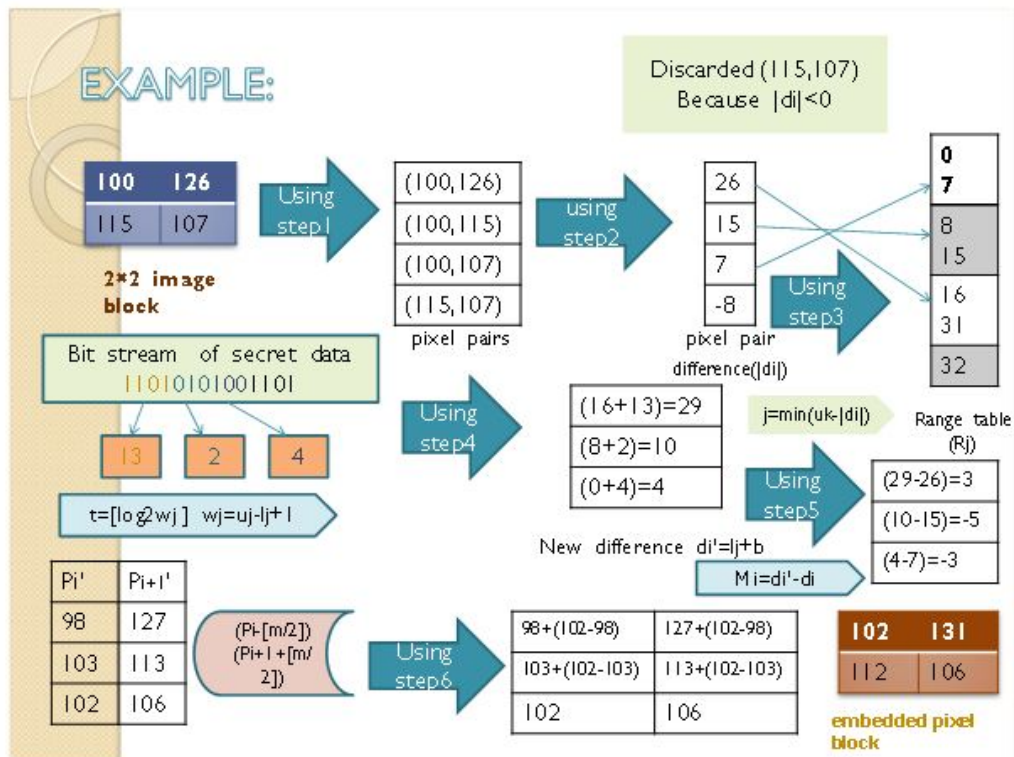 EXAMPLE:
Discarded (115,107)
Because |di|<0
100 126
115 107
2*2 image
block
Using
step1
(100,126)
(100,115)
(100,107)
(115,107)
pixel pairs
using
step2
26
15
7
-8
pixel pair
difference(|di|)
Using
step3
0
7
8
15
16
31
32
Range table
(Rj)
Bit stream of secret data
11010101001101
13 2 4
t=[log2wj] wj=uj-lj+1
Using
step4
(16+13)=29
(8+2)=10
(0+4)=4
New difference di'=lj+b
j=min(uk-|di|)
Using
step5
Mi=di'-di
(29-26)=3
(10-15)=-5
(4-7)=-3
Pi' Pi+1'
98 127
103 113
102 106
(Pi-[m/2])
(Pi+1+[m/
2])
Using
step6
98+(102-98) 127+(102-98)
103+(102-103) 113+(102-103)
102 106
102 131
112 106
embedded pixel
block